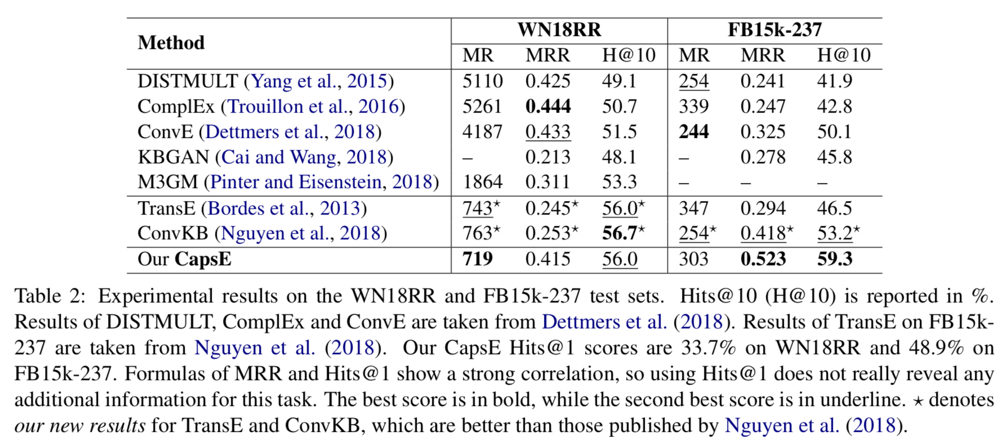 Method WN18RR FB15k-237
MR MRR H@10 MR MRR H@10
DISTMULT (Yang et al., 2015) 5110 0.425 49.1 254 0.241 41.9
ComplEx (Trouillon et al., 2016) 5261 0.444 50.7 339 0.247 42.8
ConvE (Dettmers et al., 2018) 4187 0.433 51.5 244 0.325 50.1
KBGAN (Cai and Wang, 2018) – 0.213 48.1 – 0.278 45.8
M3GM (Pinter and Eisenstein, 2018) 1864 0.311 53.3 – – –
TransE (Bordes et al., 2013) 743⋆ 0.245⋆ 56.0⋆ 347 0.294 46.5
ConvKB (Nguyen et al., 2018) 763⋆ 0.253⋆ 56.7⋆ 254⋆ 0.418⋆ 53.2⋆
Our CapsE 719 0.415 56.0 303 0.523 59.3
Table 2: Experimental results on the WN18RR and FB15k-237 test sets. Hits@10 (H@10) is reported in %.
Results of DISTMULT, ComplEx and ConvE are taken from Dettmers et al. (2018). Results of TransE on FB15k-
237 are taken from Nguyen et al. (2018). Our CapsE Hits@1 scores are 33.7% on WN18RR and 48.9% on
FB15k-237. Formulas of MRR and Hits@1 show a strong correlation, so using Hits@1 does not really reveal any
additional information for this task. The best score is in bold, while the second best score is in underline. ⋆ denotes
our new results for TransE and ConvKB, which are better than those published by Nguyen et al. (2018).